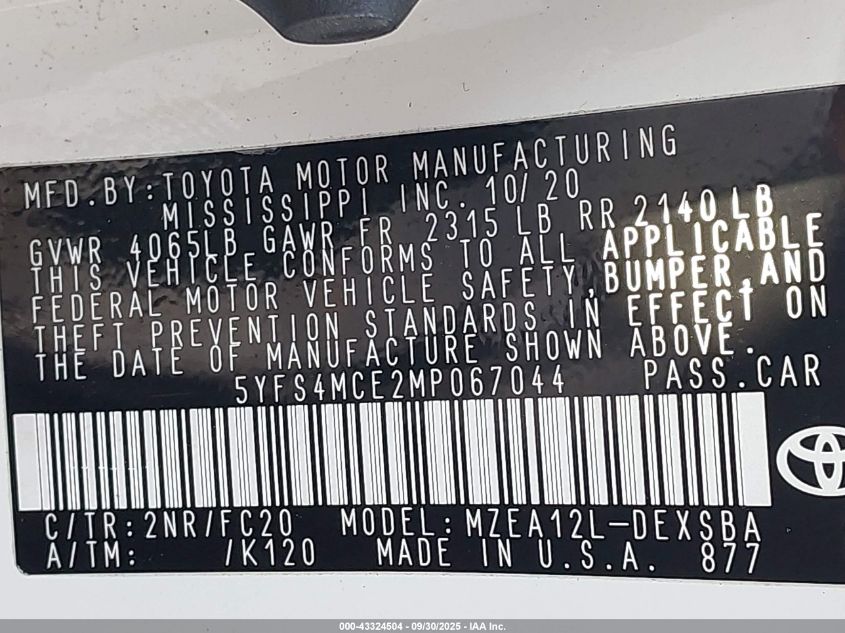 MFD.BY:TOYOTA MOTOR MANUFACTURING
MISSISSIPPI INC. 10/20
GVWR 4065LB GAWR FR 2315 LB RR 2140LB
THIS VEHICLE CONFORMS TO ALL APPLICABLE
FEDERAL MOTOR VEHICLE SAFETY,BUMPER,AND
THEFT PREVENTION STANDARDS IN EFFECT ON
THE DATE OF MANUFACTURE SHOWN ABOVE.
5YFS4MCE2MP067044 PASS.CAR
C/TR:2NR/FC20 MODEL:MZEA12L-DEXSBA
A/TM: /K120 MADE IN U.S.A. 877
000-43324504 - 09/30/2025 - IAA Inc.